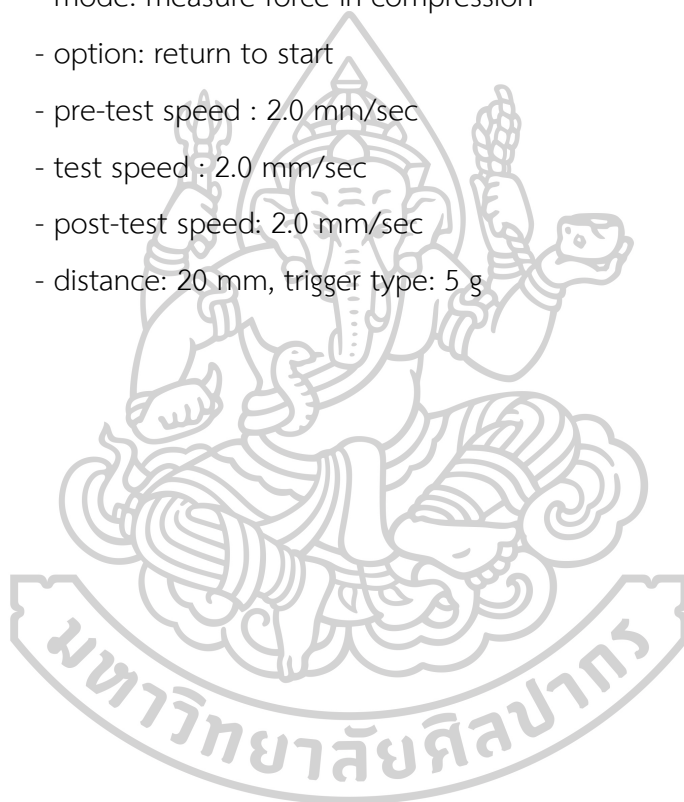 mode: measure force in compression
- option: return to start
- pre-test speed : 2.0 mm/sec
- test speed : 2.0 mm/sec
- post-test speed: 2.0 mm/sec
- distance: 20 mm, trigger type: 5 g
มหาวิทยาลัยศิลปากร